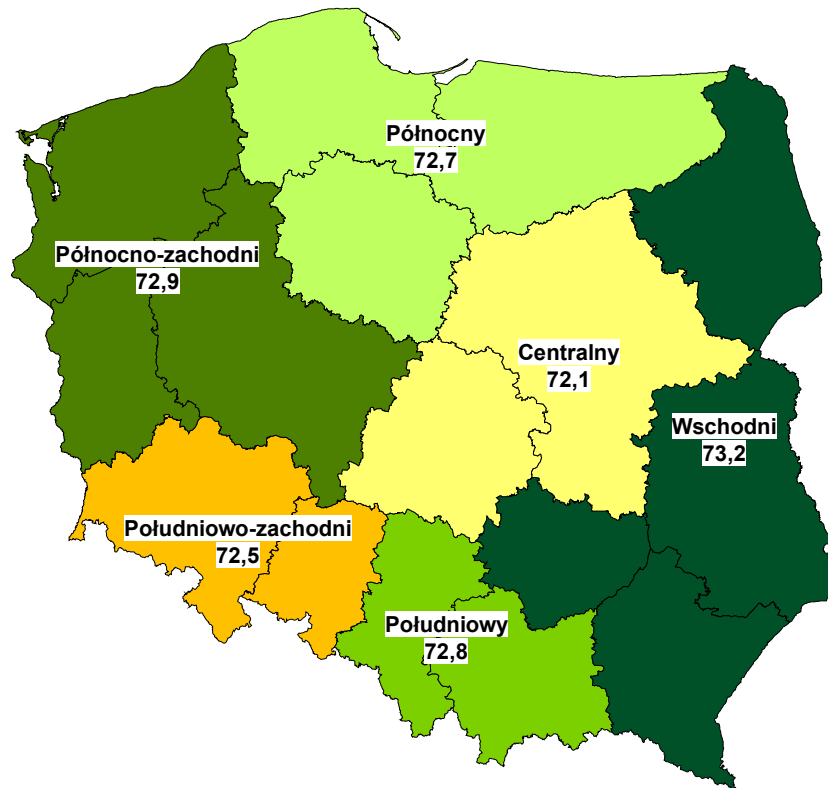 Północny
72,7
Północno-zachodni
72,9
Centralny
72,1
Wschodni
73,2
Południowo-zachodni
72,5
Południowy
72,8